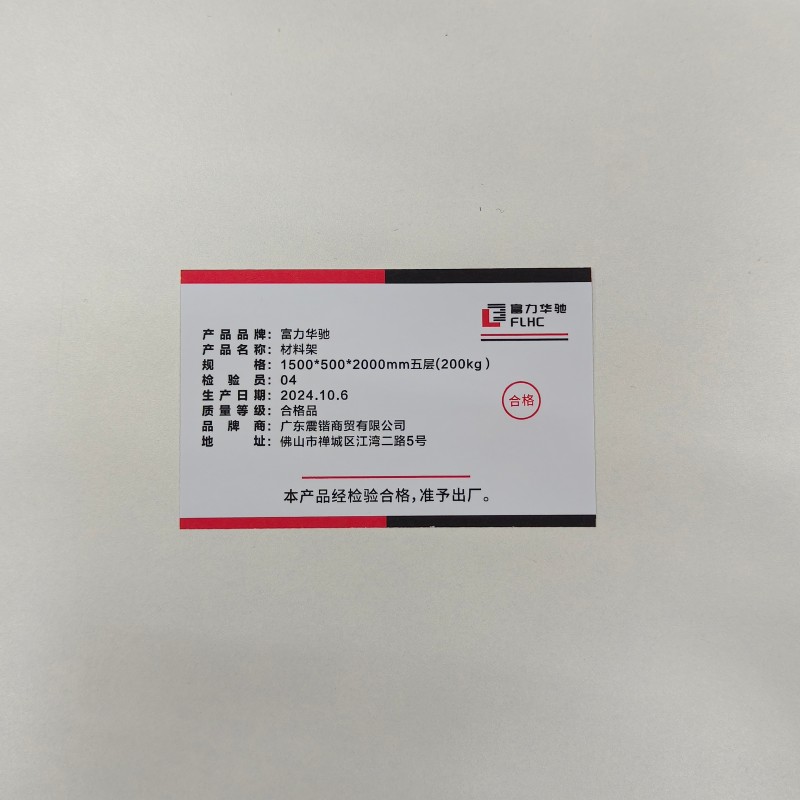 富力华驰
FLHC
产品品牌：富力华驰
产品名称：材料架
规格：1500*500*2000mm五层(200kg)
检验员：04
生产日期：2024.10.6
质量等级：合格品
品牌商：广东震锴商贸有限公司
地址：佛山市禅城区江湾二路5号
合格
本产品经检验合格，准予出厂。